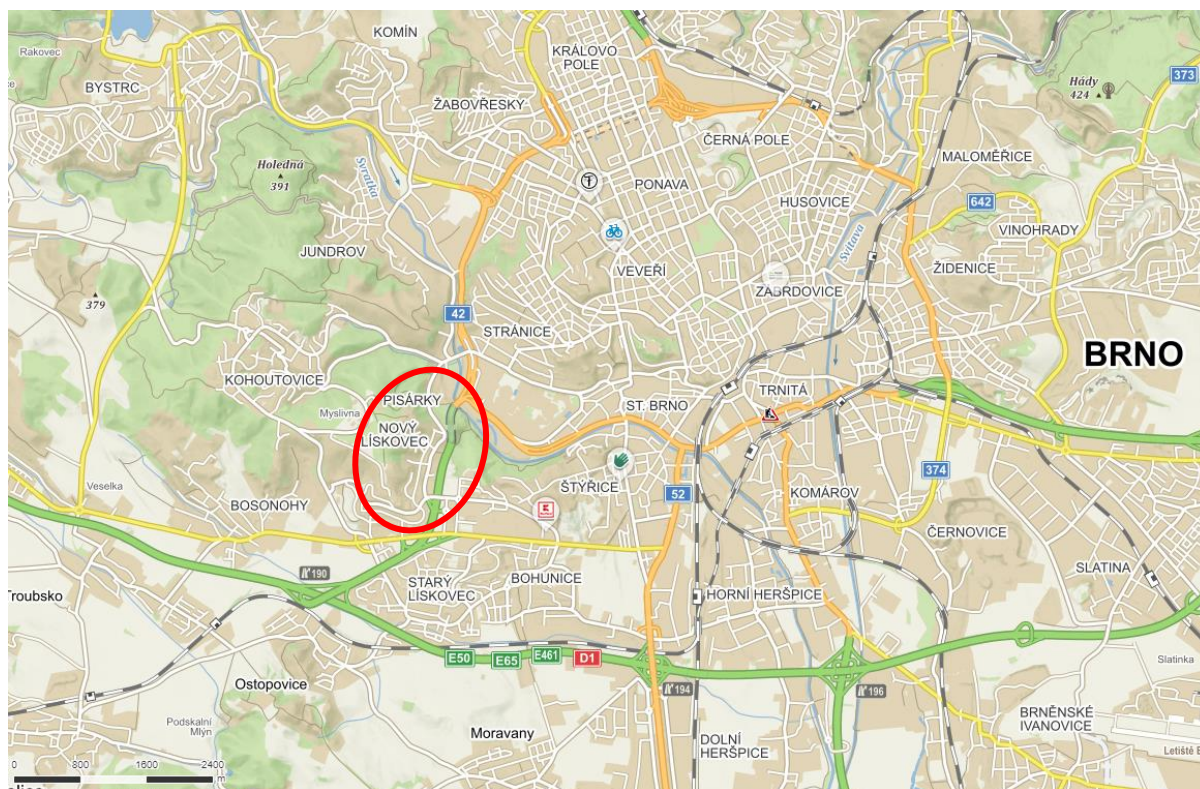 KOMÍN
Rakovec
BYSTRC
KRÁLOVO
POLE
373
Hády
424
ŽABOVŘESKY
ČERNÁ POLE
MALOMĚŘICE
Holedná
391
Svratka
PONAVA
HUSOVICE
642
VINOHRADY
JUNDROV
VEVEŘÍ
Svitava
ŽIDENICE
ZÁBRDOVICE
379
42
STRÁNICE
BRNO
KOHOUTOVICE
TRNITÁ
PISÁRKY
ST. BRNO
Myslivna
NOVÝ
LÍSKOVEC
374
Veselka
BOSONOHY
ŠTÝŘICE
52
KOMÁROV
ČERNOVICE
190
STARÝ
LÍSKOVEC
BOHUNICE
SLATINA
Troubsko
HORNÍ HERŠPICE
E50
E65
E461
D1
Slatinka
Ostopovice
194
196
Podskalní
Mlýn
Moravany
BRNĚNSKÉ
IVANOVICE
DOLNÍ
HERŠPICE
0 800 1600 2400
m